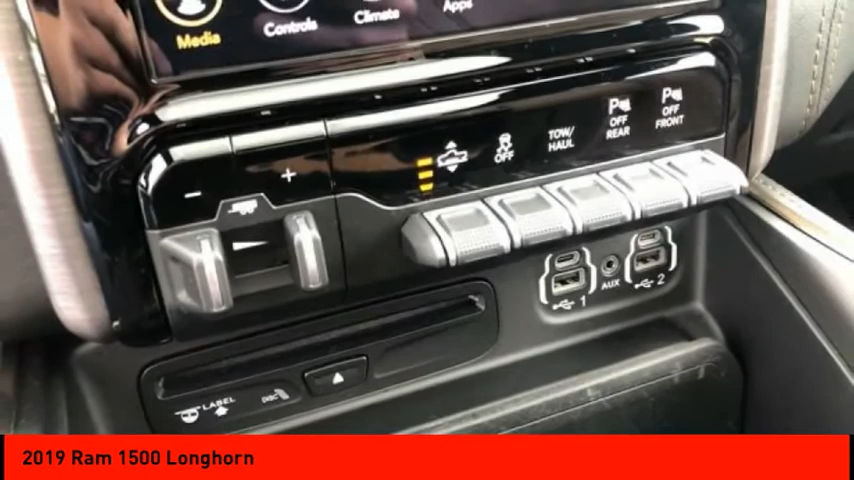 Media
Controls
Climate
Apps
OFF
TOW/
HAUL
P
OFF
REAR
P
OFF
FRONT
− +
1
AUX
2
LABEL
disc
2019 Ram 1500 Longhorn